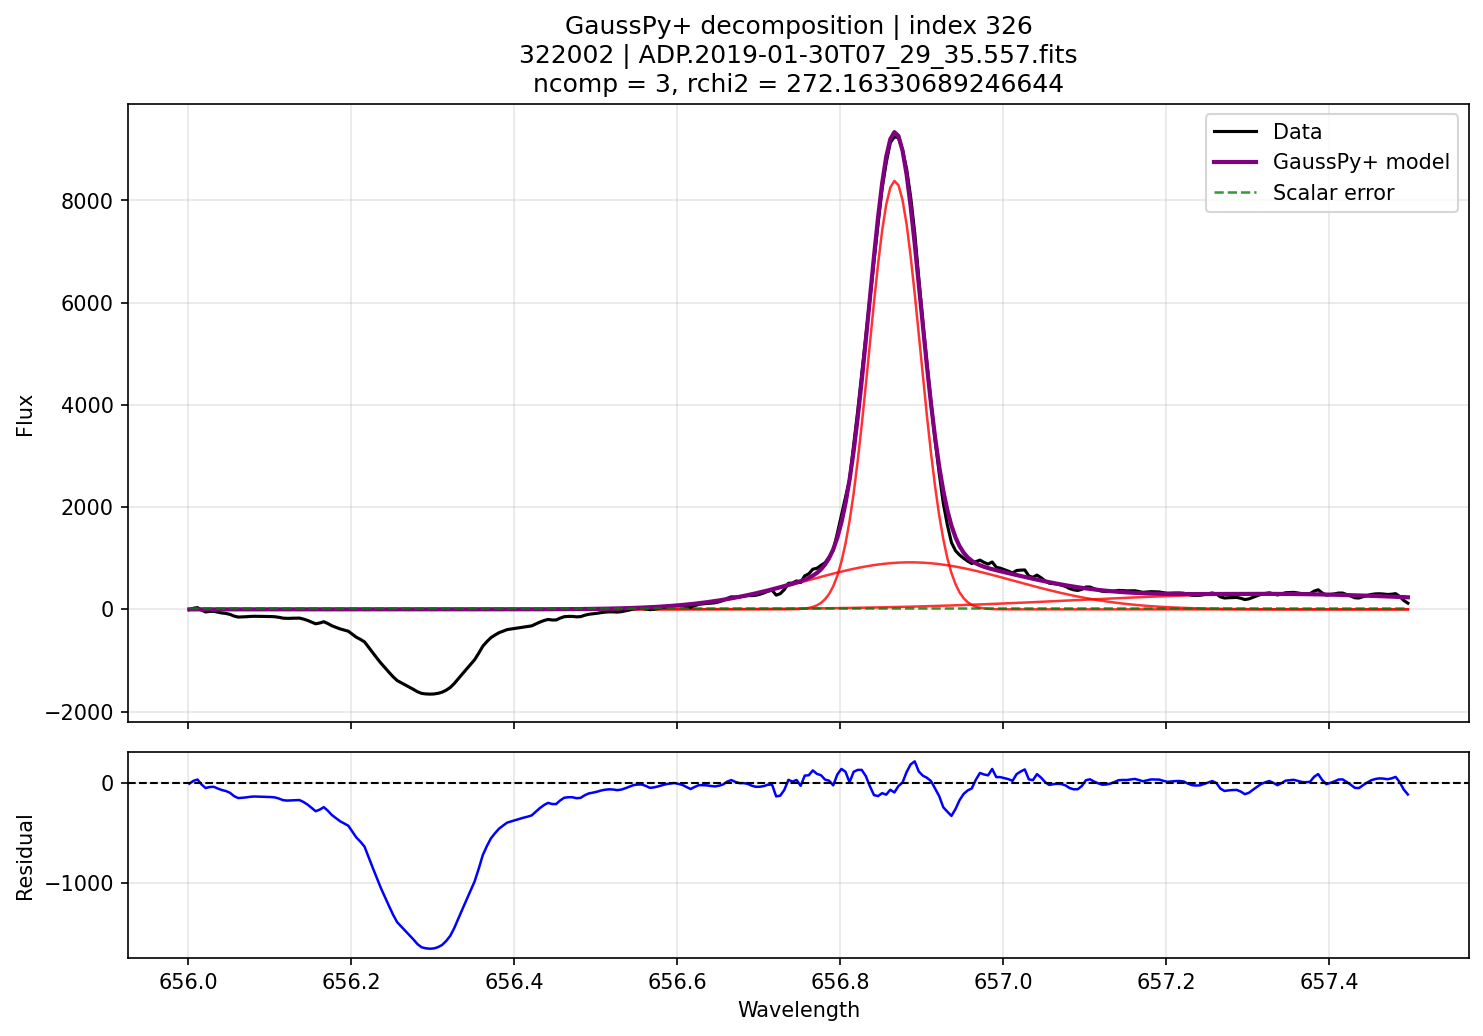 GaussPy+ decomposition | index 326
322002 | ADP.2019-01-30T07_29_35.557.fits
ncomp = 3, rchi2 = 272.16330689246644
Data
GaussPy+ model
Scalar error
Flux
8000
6000
4000
2000
0
−2000
Residual
0
−1000
656.0
656.2
656.4
656.6
656.8
657.0
657.2
657.4
Wavelength